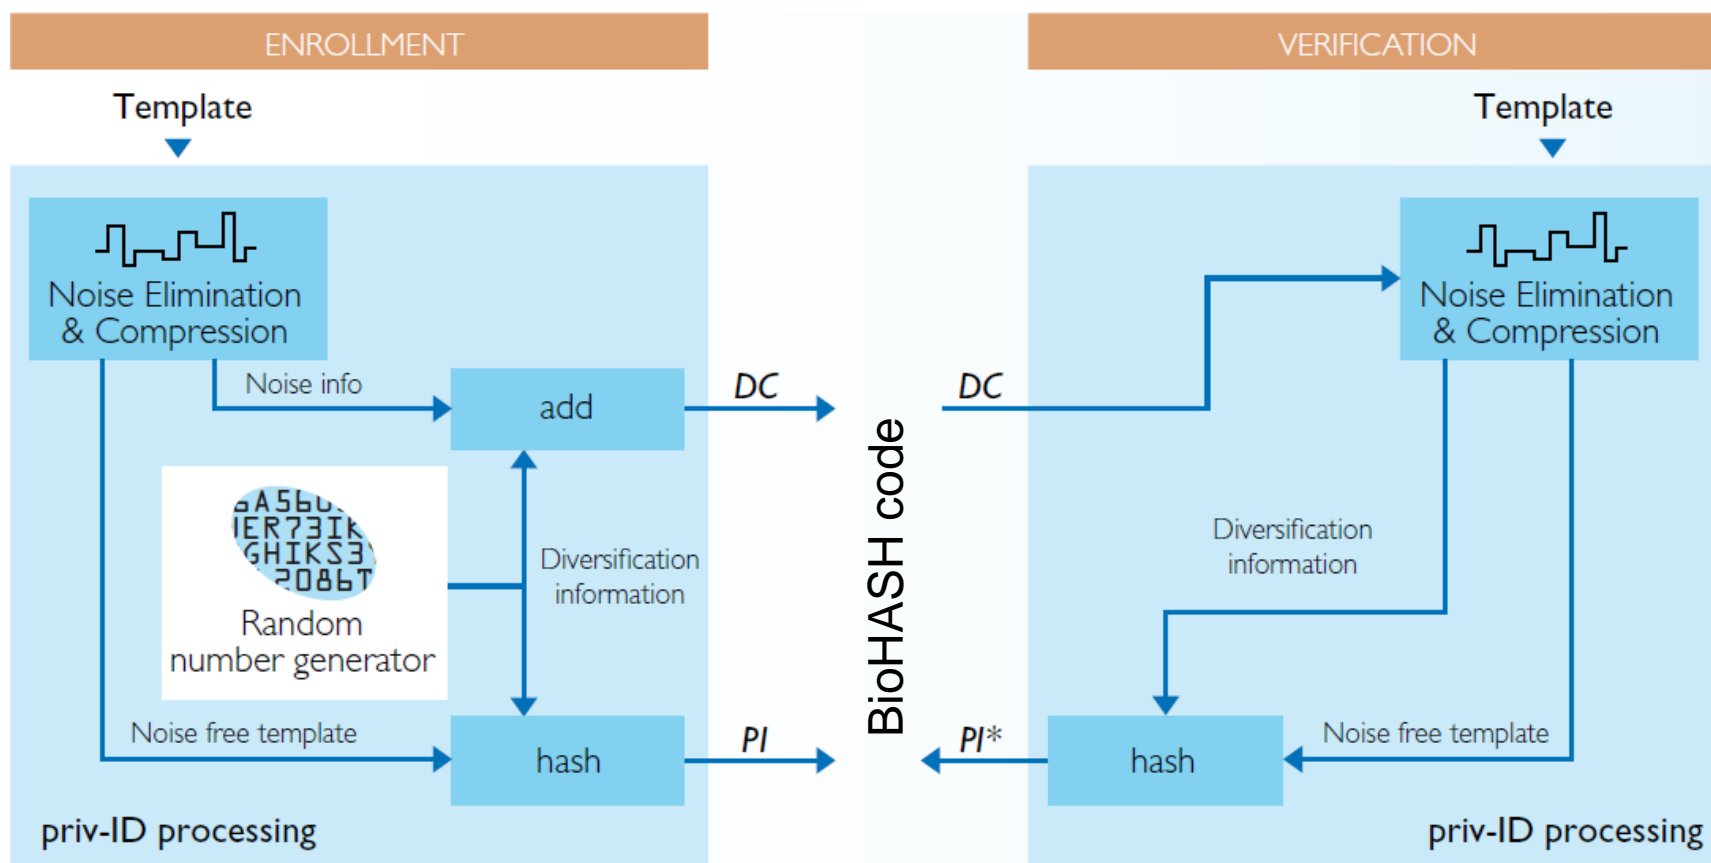 ENROLLMENT
Template
Noise Elimination
& Compression
Noise info
add
DC
Random
number generator
Diversification
information
Noise free template
hash
PI
priv-ID processing
BioHASH code
VERIFICATION
Template
Noise Elimination
& Compression
DC
Diversification
information
PI*
hash
Noise free template
priv-ID processing